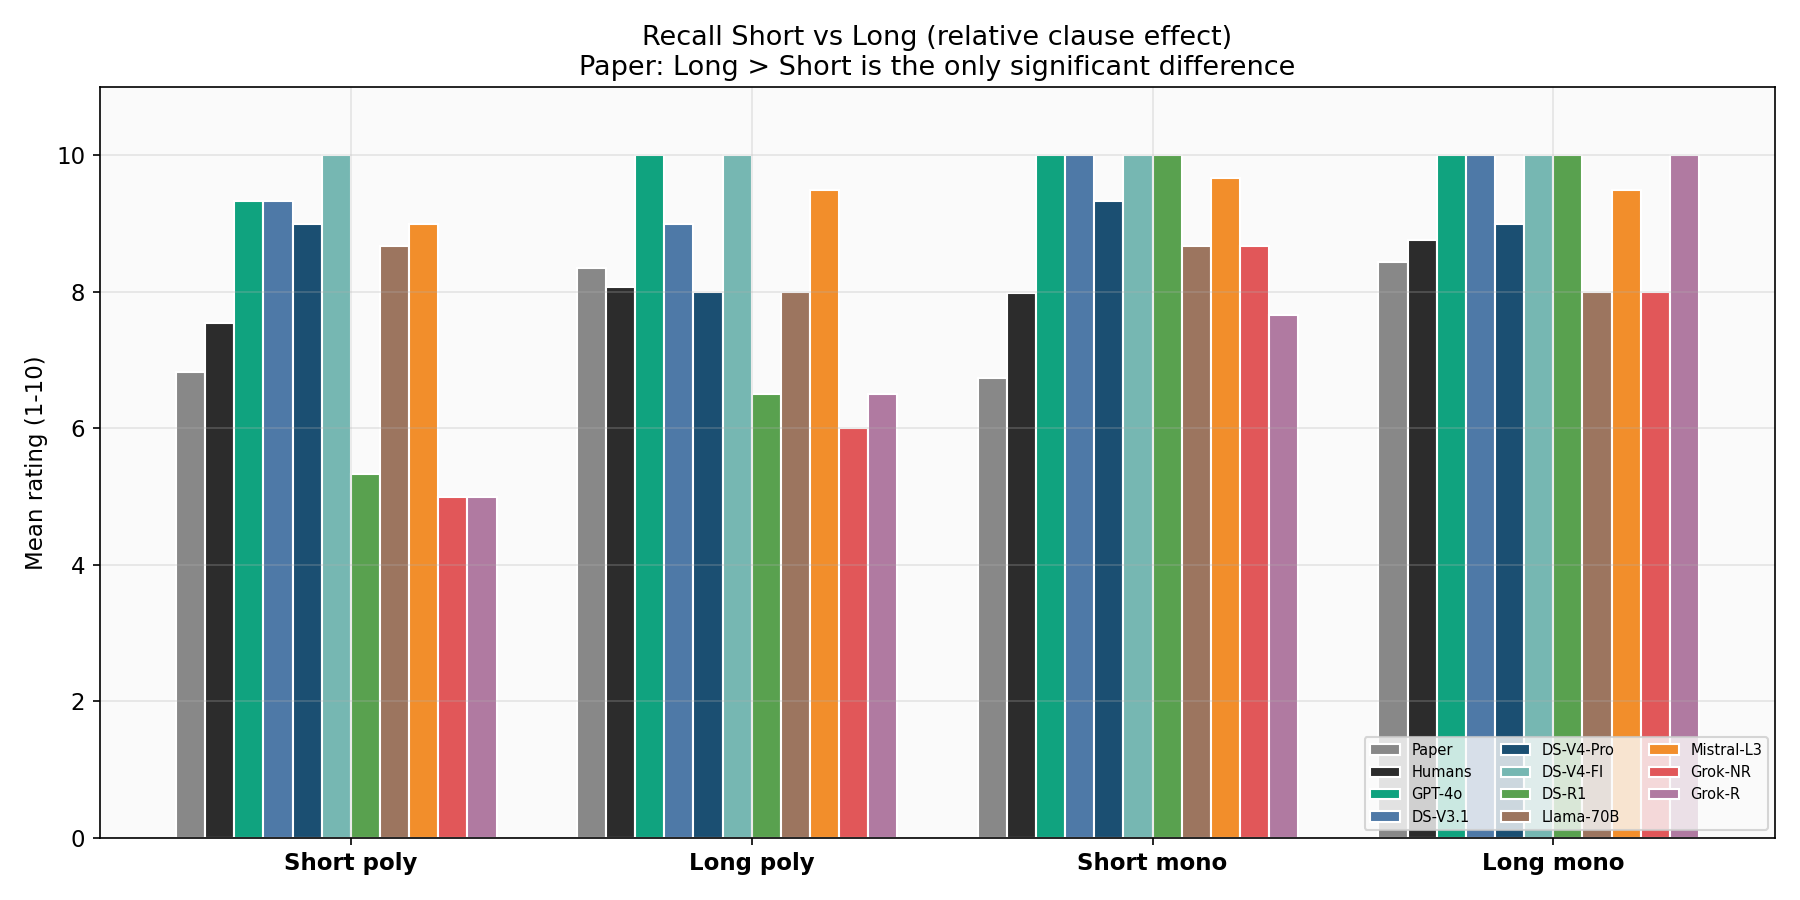 Recall Short vs Long (relative clause effect)
Paper: Long > Short is the only significant difference
Mean rating (1-10)
10
8
6
4
2
0
Short poly
Long poly
Short mono
Long mono
Paper
Humans
GPT-4o
DS-V3.1
DS-V4-Pro
DS-V4-Fl
DS-R1
Llama-70B
Mistral-L3
Grok-NR
Grok-R